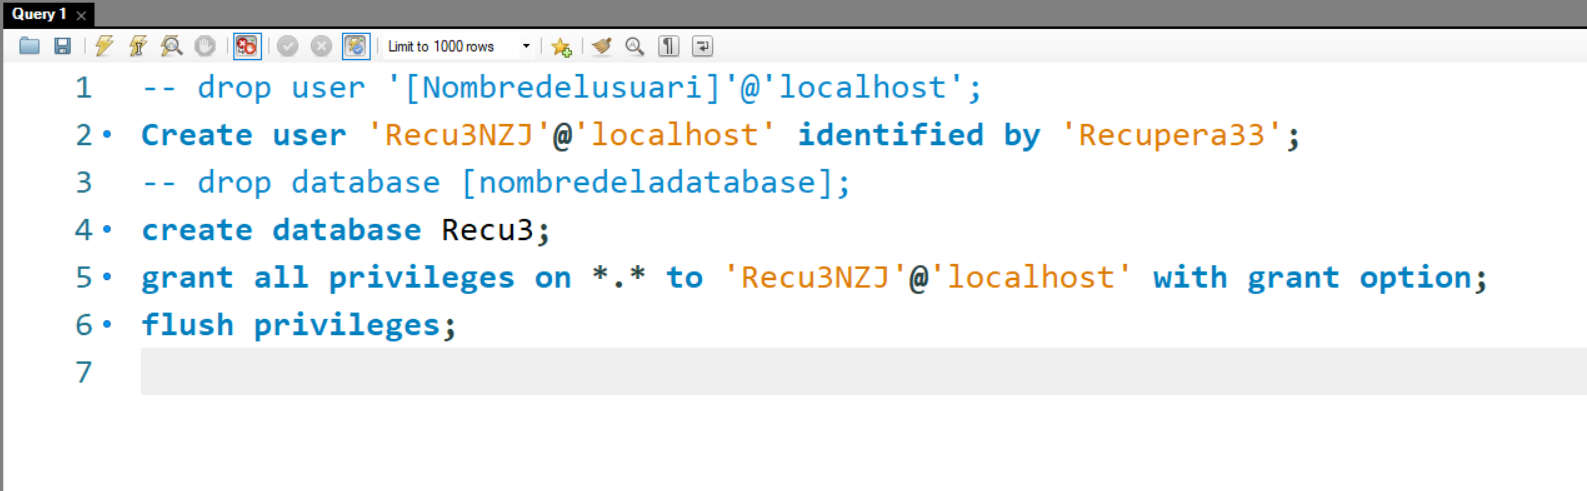 Query 1
Limit to 1000 rows
1 -- drop user '[Nombredelusuari]'@'localhost';
2 Create user 'Recu3NZJ'@'localhost' identified by 'Recupera33';
3 -- drop database [nombredeladatabase];
4 create database Recu3;
5 grant all privileges on *.* to 'Recu3NZJ'@'localhost' with grant option;
6 flush privileges;
7